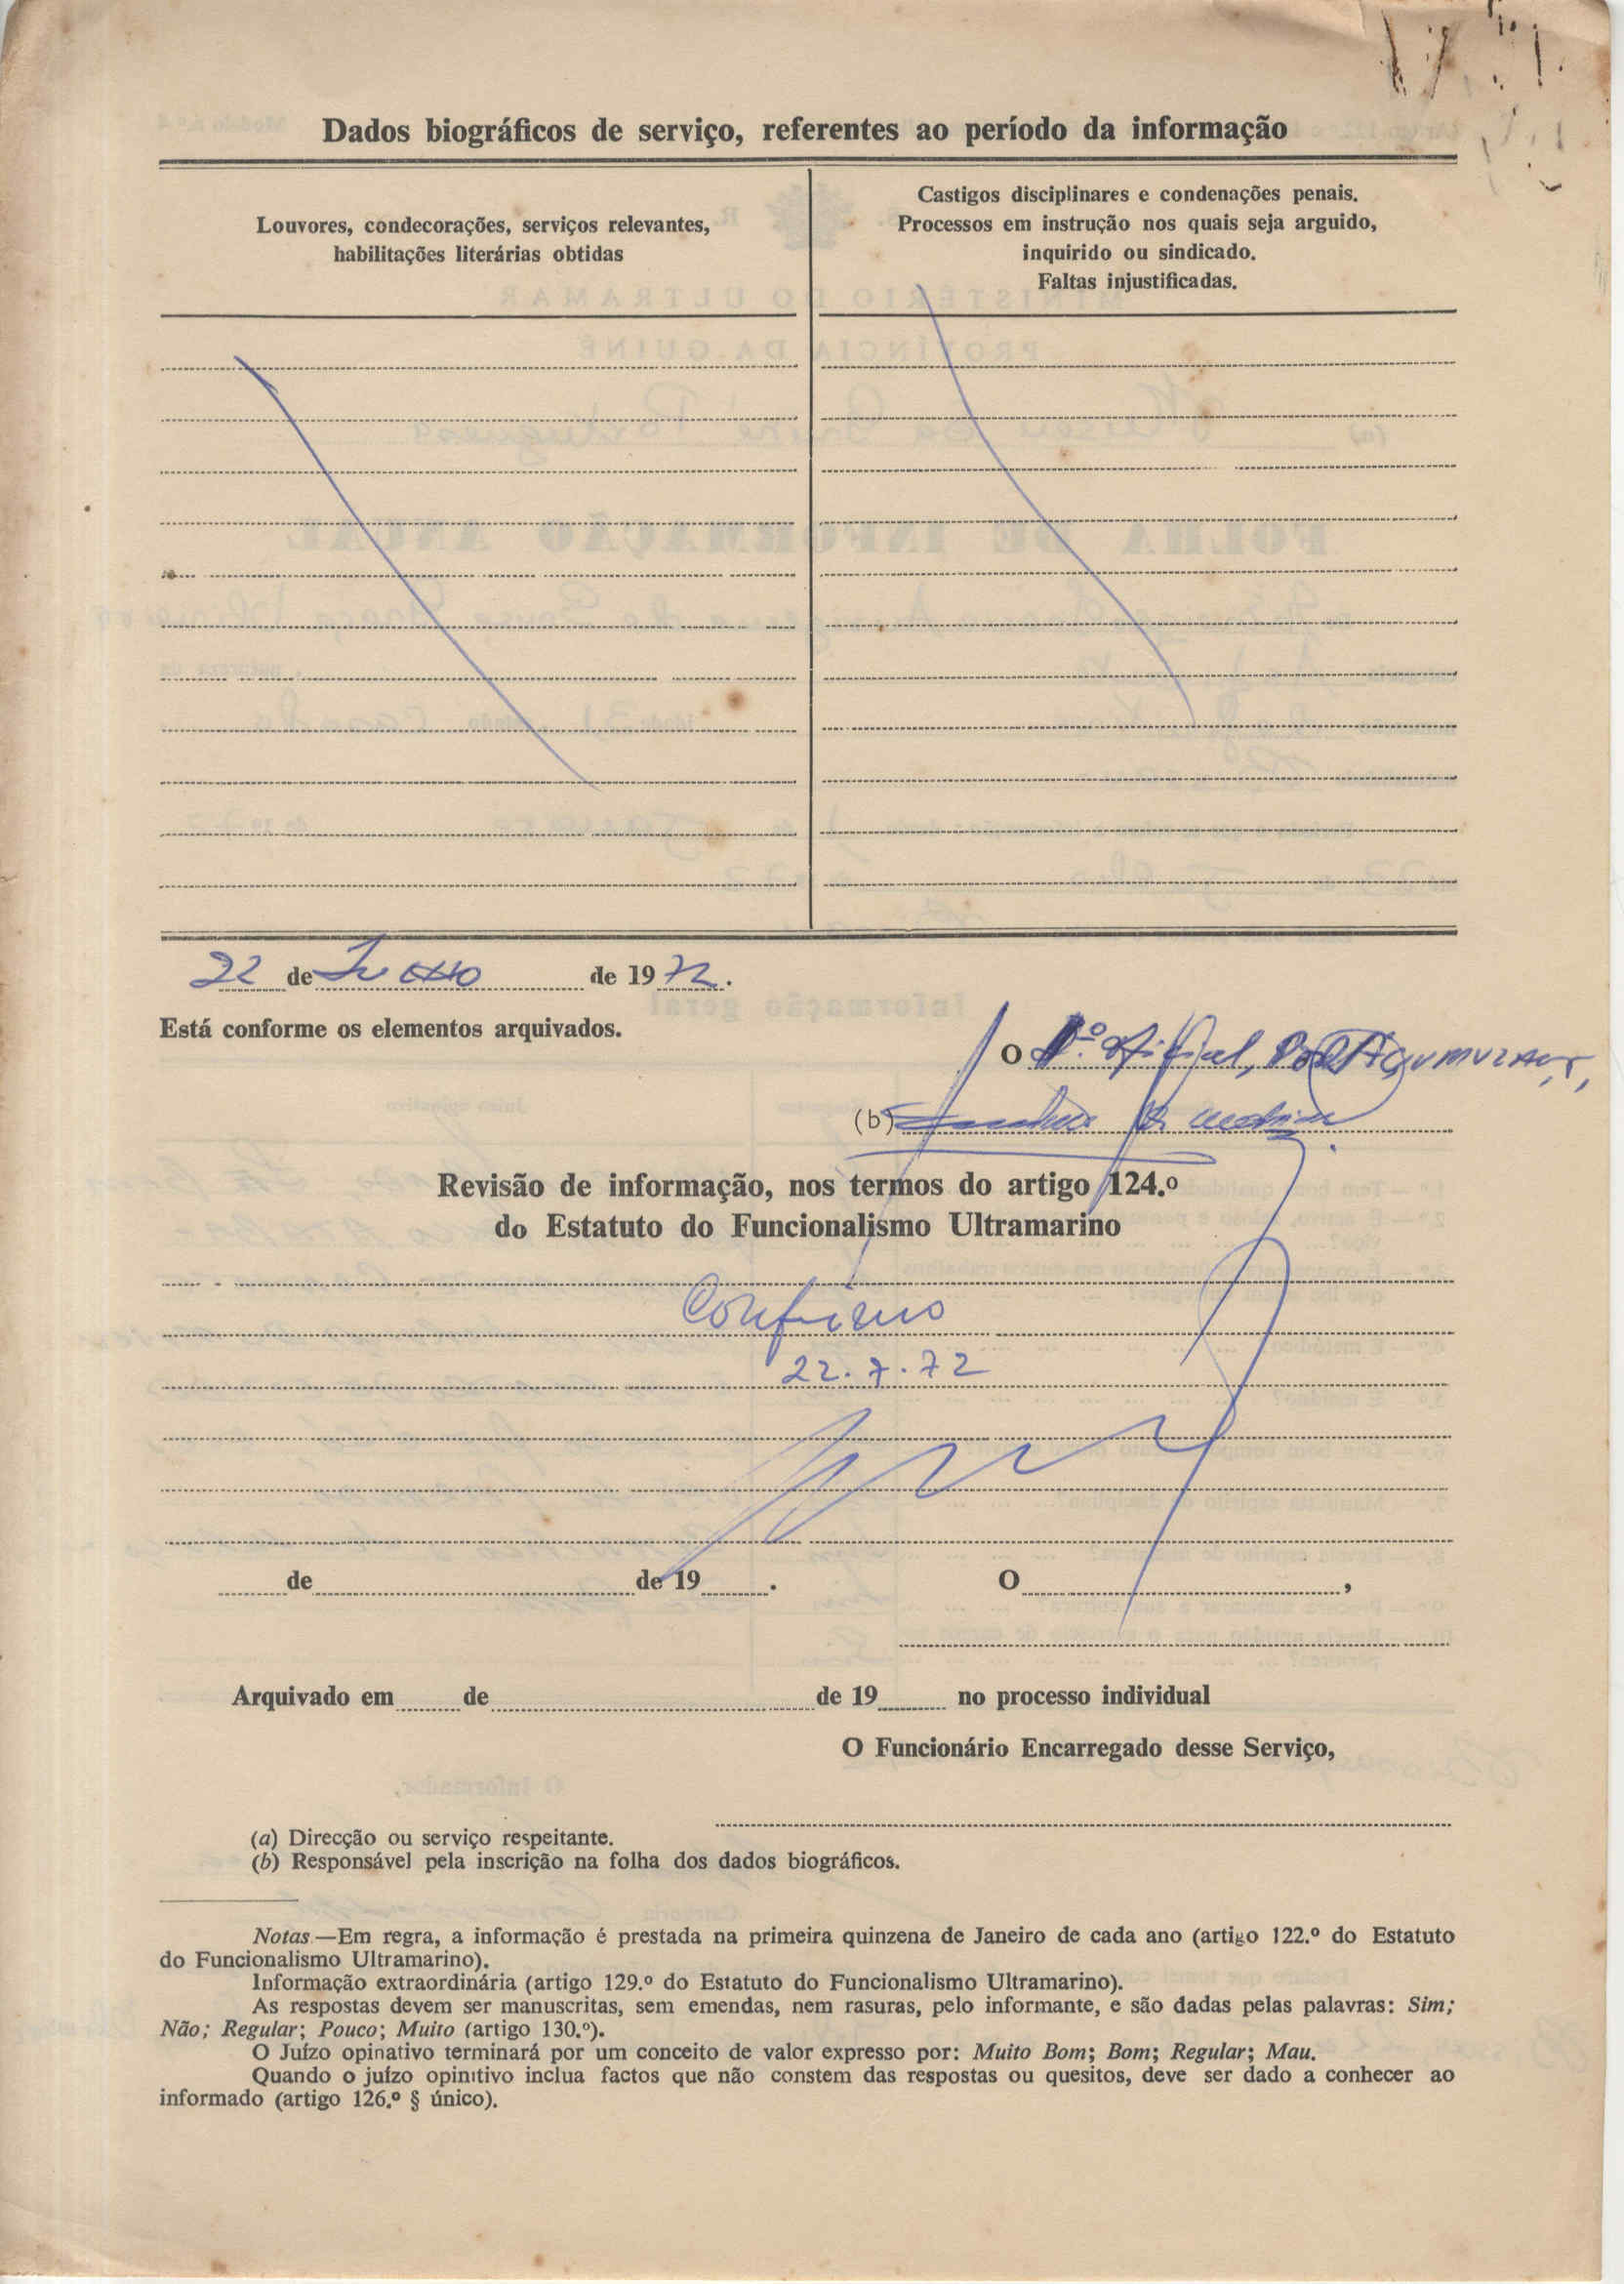 Dados biográficos de serviço, referentes ao período da informação
Louvores, condecorações, serviços relevantes,
habilitações literárias obtidas
Castigos disciplinares e condenações penais.
Processos em instrução nos quais seja arguido,
inquirido ou sindicado.
Faltas injustificadas.
22 de Julho de 1972.
Está conforme os elementos arquivados.
O 1.º Oficial,
(b)
Revisão de informação, nos termos do artigo 124.º
do Estatuto do Funcionalismo Ultramarino
Confirmo
22.7.72
de de 19 .
O ,
Arquivado em de de 19 no processo individual
O Funcionário Encarregado desse Serviço,
(a) Direcção ou serviço respeitante.
(b) Responsável pela inscrição na folha dos dados biográficos.
Notas.—Em regra, a informação é prestada na primeira quinzena de Janeiro de cada ano (artigo 122.º do Estatuto
do Funcionalismo Ultramarino).
Informação extraordinária (artigo 129.º do Estatuto do Funcionalismo Ultramarino).
As respostas devem ser manuscritas, sem emendas, nem rasuras, pelo informante, e são dadas pelas palavras: Sim;
Não; Regular; Pouco; Muito (artigo 130.º).
O Juízo opinativo terminará por um conceito de valor expresso por: Muito Bom; Bom; Regular; Mau.
Quando o juízo opinitivo inclua factos que não constem das respostas ou quesitos, deve ser dado a conhecer ao
informado (artigo 126.º § único).